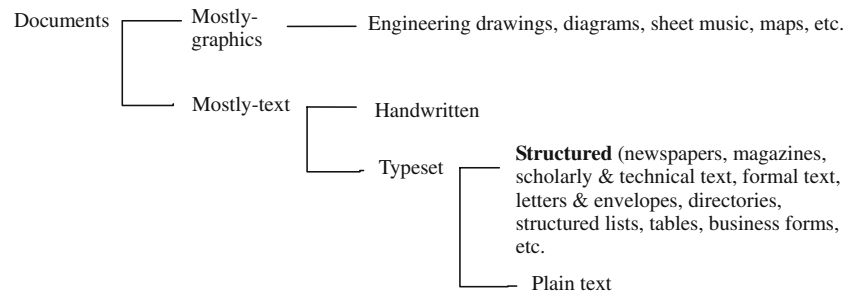 Documents
Mostly-
graphics
Engineering drawings, diagrams, sheet music, maps, etc.
Mostly-text
Handwritten
Typeset
Structured (newspapers, magazines,
scholarly & technical text, formal text,
letters & envelopes, directories,
structured lists, tables, business forms,
etc.
Plain text